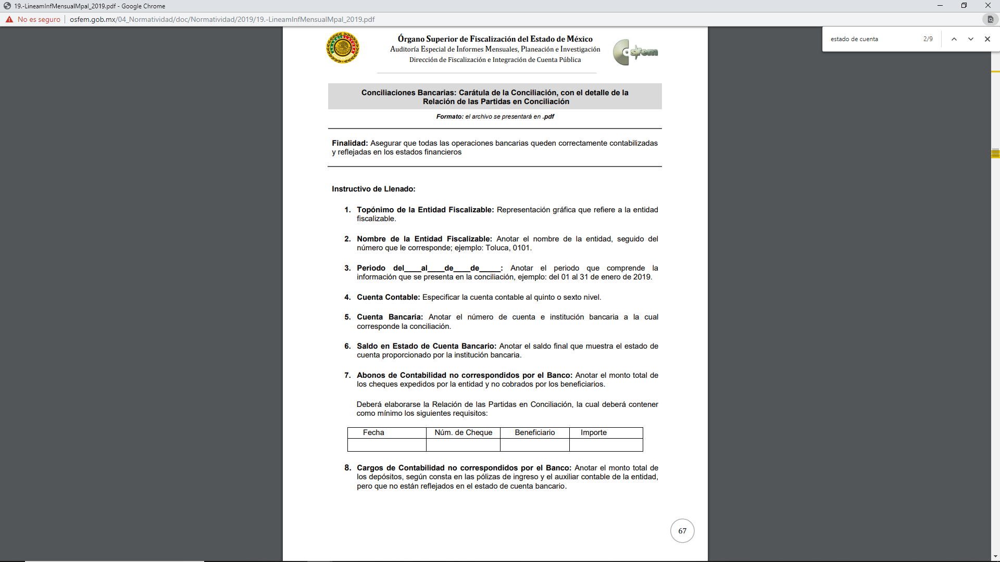 19.-LineamInfMensualMpal_2019.pdf - Google Chrome
No es seguro
osfem.gob.mx/04_Normatividad/doc/Normatividad/2019/19.-LineamInfMensualMpal_2019.pdf
estado de cuenta 2/9
Órgano Superior de Fiscalización del Estado de México
Auditoría Especial de Informes Mensuales, Planeación e Investigación
Dirección de Fiscalización e Integración de Cuenta Pública
osfem
Conciliaciones Bancarias: Carátula de la Conciliación, con el detalle de la
Relación de las Partidas en Conciliación
Formato: el archivo se presentará en .pdf
Finalidad: Asegurar que todas las operaciones bancarias queden correctamente contabilizadas
y reflejadas en los estados financieros
Instructivo de Llenado:
1. Topónimo de la Entidad Fiscalizable: Representación gráfica que refiere a la entidad
fiscalizable.
2. Nombre de la Entidad Fiscalizable: Anotar el nombre de la entidad, seguido del
número que le corresponde; ejemplo: Toluca, 0101.
3. Periodo del____al____de____de_____: Anotar el periodo que comprende la
información que se presenta en la conciliación, ejemplo: del 01 al 31 de enero de 2019.
4. Cuenta Contable: Especificar la cuenta contable al quinto o sexto nivel.
5. Cuenta Bancaria: Anotar el número de cuenta e institución bancaria a la cual
corresponde la conciliación.
6. Saldo en Estado de Cuenta Bancario: Anotar el saldo final que muestra el estado de
cuenta proporcionado por la institución bancaria.
7. Abonos de Contabilidad no correspondidos por el Banco: Anotar el monto total de
los cheques expedidos por la entidad y no cobrados por los beneficiarios.
Deberá elaborarse la Relación de las Partidas en Conciliación, la cual deberá contener
como mínimo los siguientes requisitos:
Fecha Núm. de Cheque Beneficiario Importe
8. Cargos de Contabilidad no correspondidos por el Banco: Anotar el monto total de
los depósitos, según consta en las pólizas de ingreso y el auxiliar contable de la entidad,
pero que no están reflejados en el estado de cuenta bancario.
67